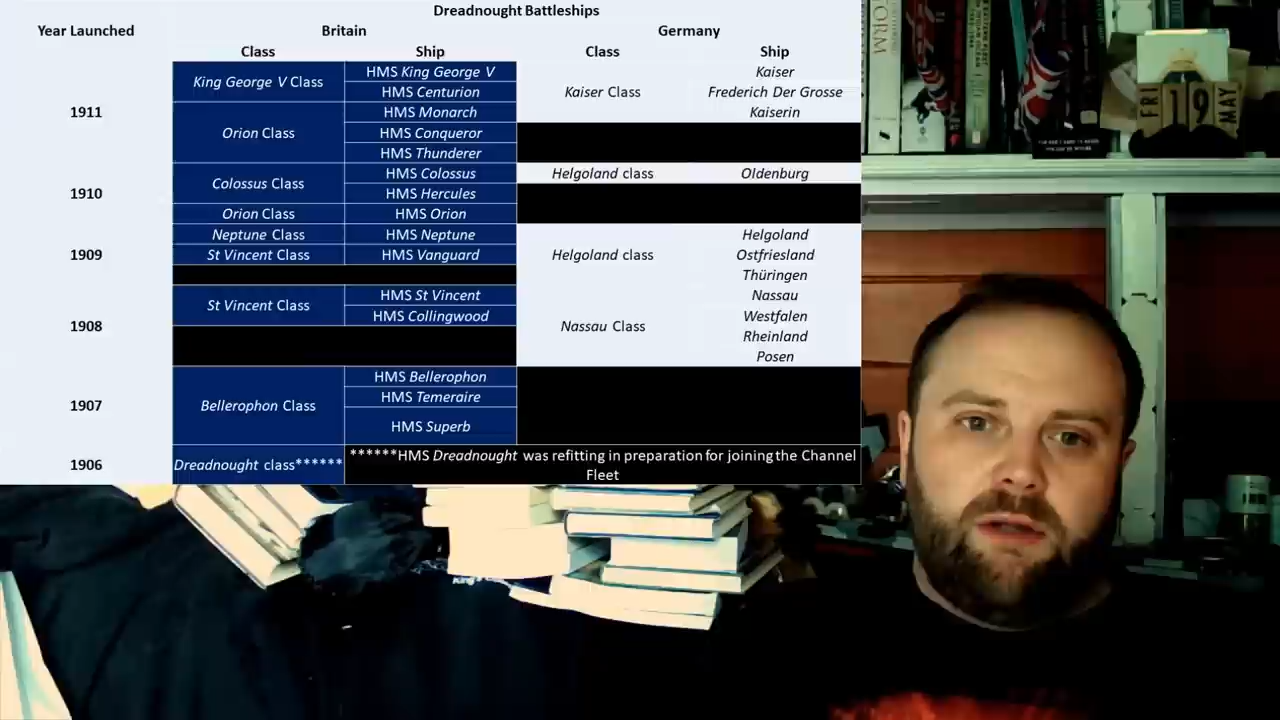 Dreadnought Battleships
Year Launched Britain Germany
Class Ship Class Ship
1911
King George V Class
HMS King George V
HMS Centurion
Orion Class
HMS Monarch
HMS Conqueror
HMS Thunderer
Kaiser Class
Kaiser
Frederich Der Grosse
Kaiserin
1910
Colossus Class
HMS Colossus
HMS Hercules
Orion Class
HMS Orion
Helgoland class
Oldenburg
1909
Neptune Class
HMS Neptune
St Vincent Class
HMS Vanguard
Helgoland class
Helgoland
Ostfriesland
Thüringen
1908
St Vincent Class
HMS St Vincent
HMS Collingwood
Nassau Class
Nassau
Westfalen
Rheinland
Posen
1907
Bellerophon Class
HMS Bellerophon
HMS Temeraire
HMS Superb
1906
Dreadnought class******
******HMS Dreadnought was refitting in preparation for joining the Channel
Fleet
FRI 19 MAY